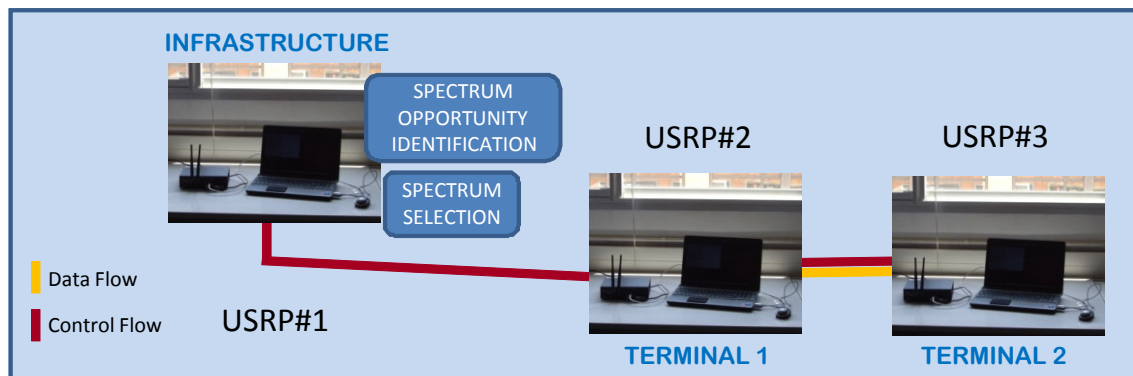 INFRASTRUCTURE
SPECTRUM
OPPORTUNITY
IDENTIFICATION
SPECTRUM
SELECTION
USRP#2
USRP#3
Data Flow
Control Flow
USRP#1
TERMINAL 1
TERMINAL 2